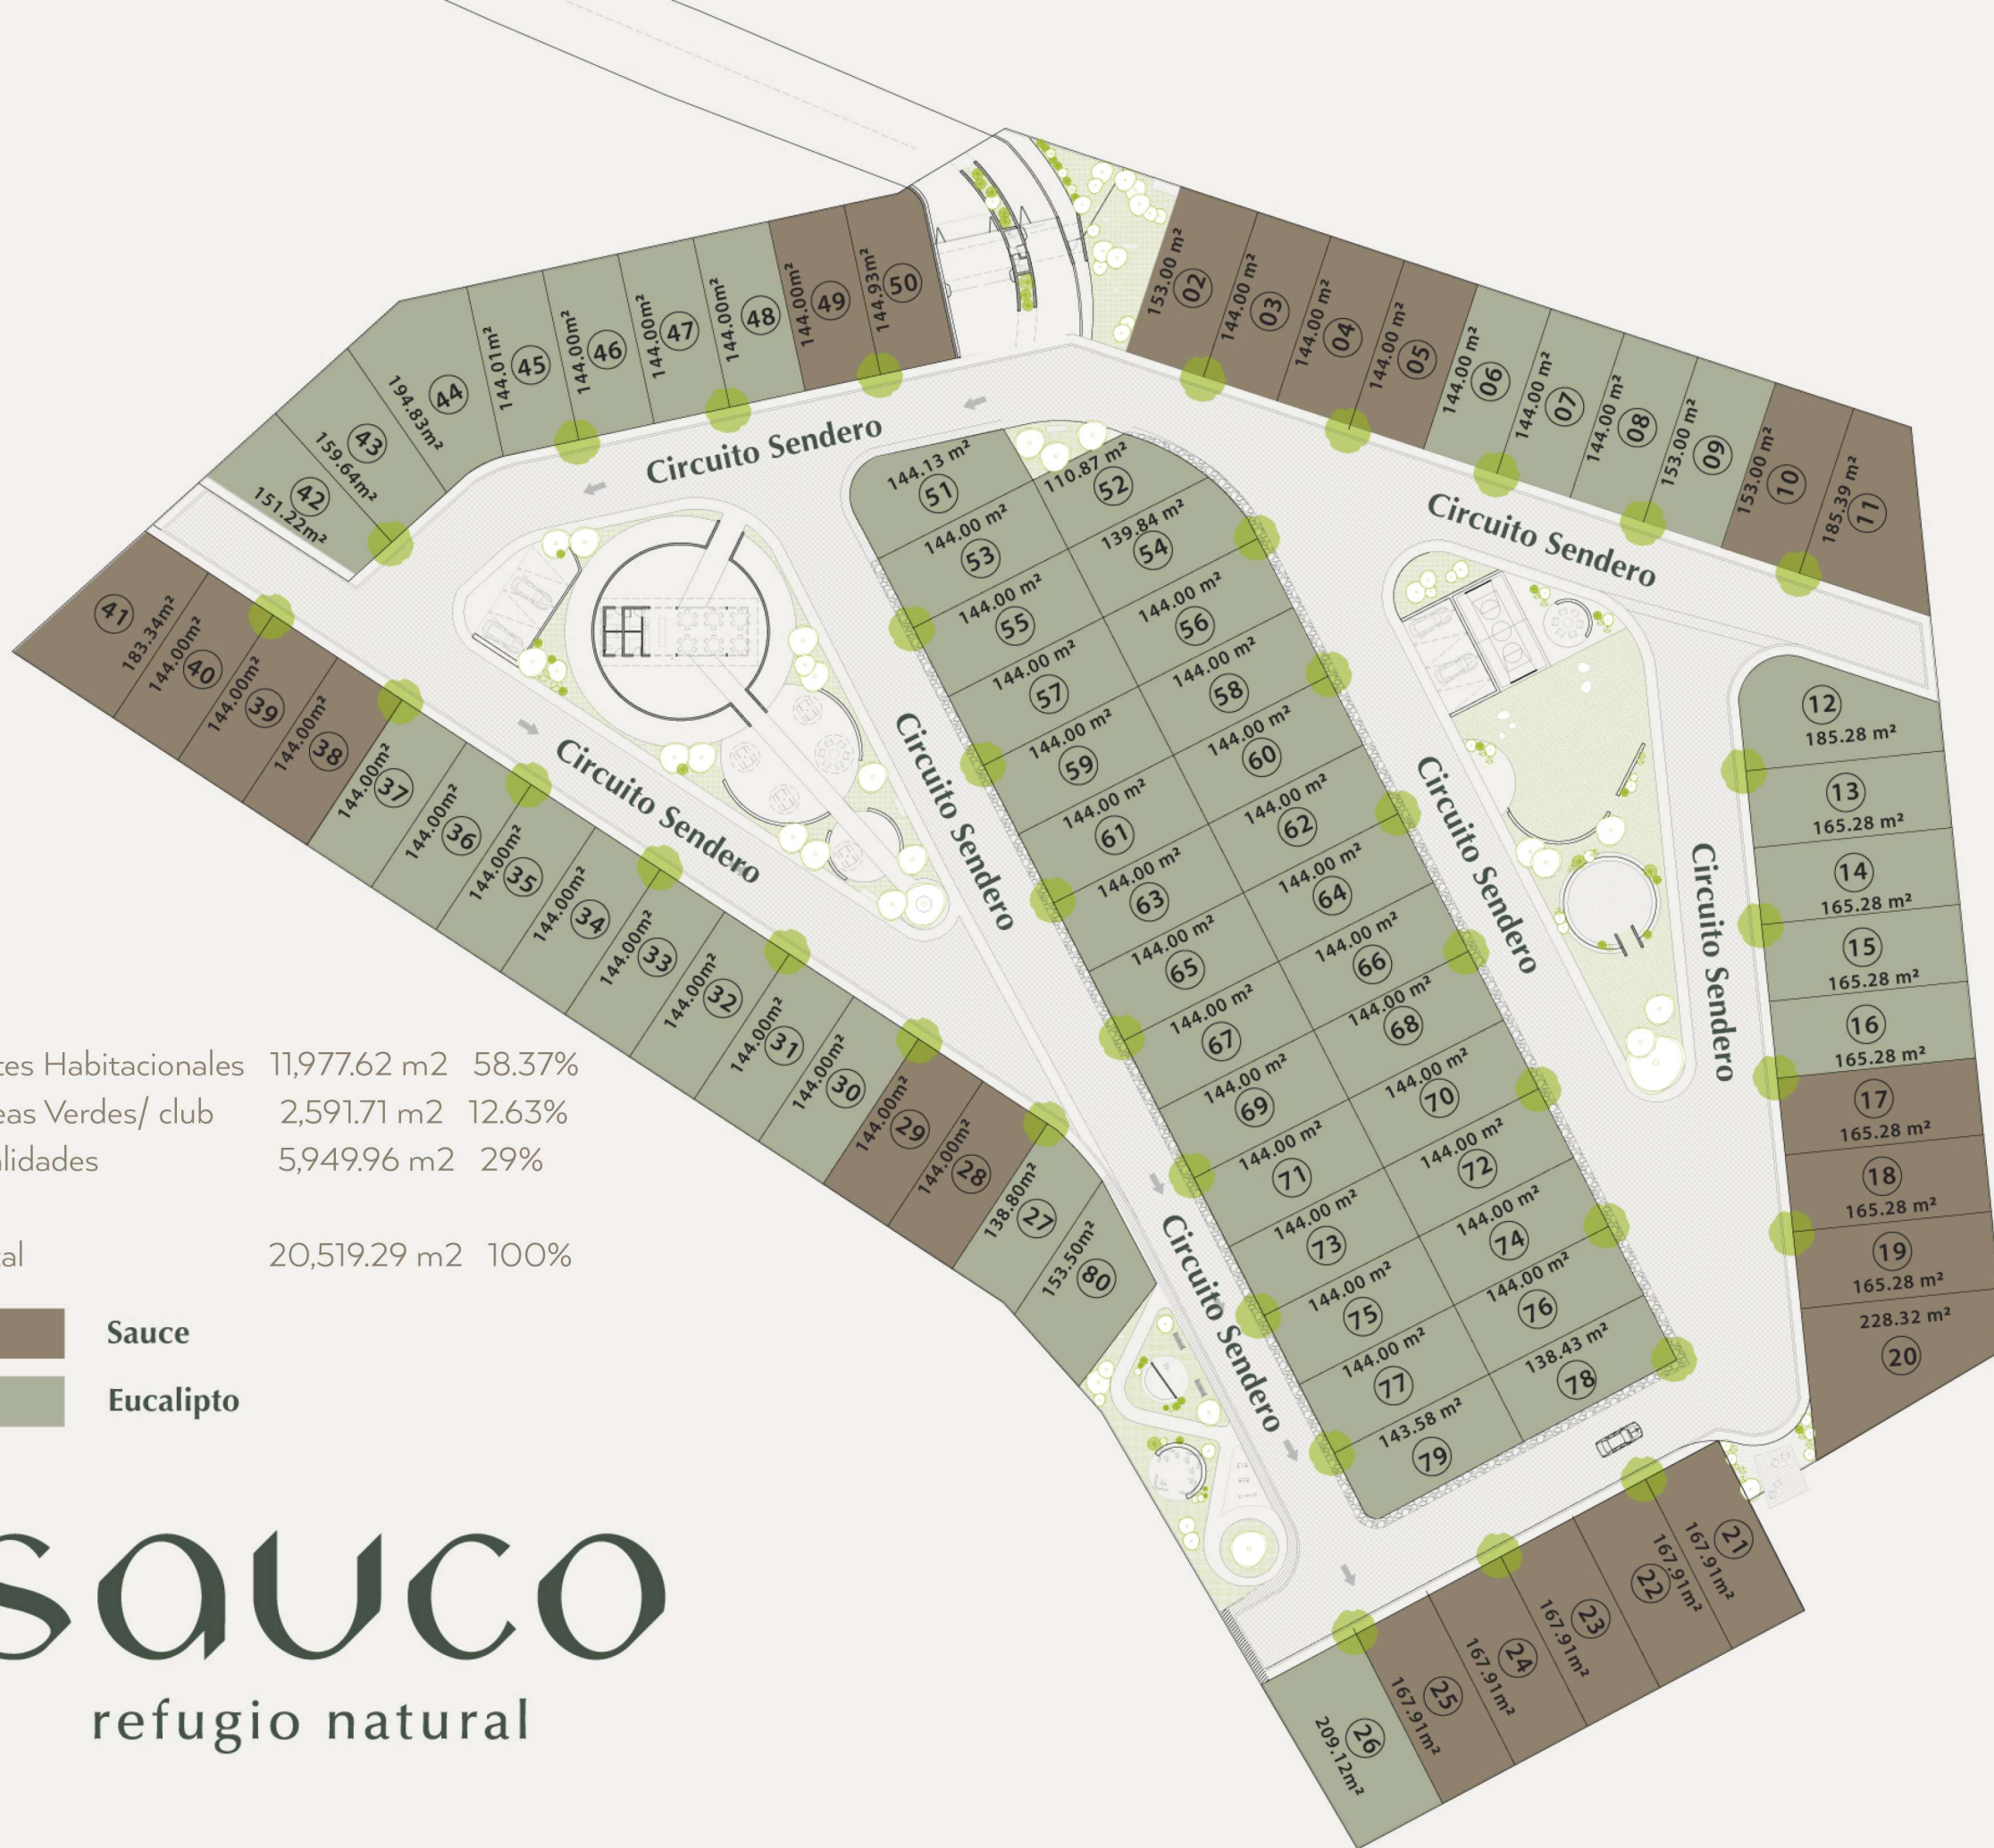 153.00 m²
02
144.00 m²
03
144.00 m²
04
144.00 m²
05
144.00 m²
06
144.00 m²
07
144.00 m²
08
153.00 m²
09
153.00 m²
10
185.39 m²
11
144.93m²
50
144.00m²
49
144.00m²
48
144.00m²
47
144.00m²
46
144.01m²
45
194.83m²
44
159.64m²
43
151.22m²
42
Circuito Sendero
Circuito Sendero
144.13 m²
51
110.87 m²
52
144.00 m²
53
139.84 m²
54
144.00 m²
55
144.00 m²
56
144.00 m²
57
144.00 m²
58
144.00 m²
59
144.00 m²
60
144.00 m²
61
144.00 m²
62
144.00 m²
63
144.00 m²
64
144.00 m²
65
144.00 m²
66
144.00 m²
67
144.00 m²
68
144.00 m²
69
144.00 m²
70
144.00 m²
71
144.00 m²
72
144.00 m²
73
144.00 m²
74
144.00 m²
75
144.00 m²
76
144.00 m²
77
138.43 m²
78
143.58 m²
79
Circuito Sendero
Circuito Sendero
Circuito Sendero
Circuito Sendero
Circuito Sendero
12
185.28 m²
13
165.28 m²
14
165.28 m²
15
165.28 m²
16
165.28 m²
17
165.28 m²
18
165.28 m²
19
165.28 m²
228.32 m²
20
41
183.34m²
144.00m²
40
144.00m²
39
144.00m²
38
144.00m²
37
144.00m²
36
144.00m²
35
144.00m²
34
144.00m²
33
144.00m²
32
144.00m²
31
144.00m²
30
144.00m²
29
144.00m²
28
138.80m²
27
153.50m²
80
21
167.91m²
22
167.91m²
23
167.91m²
24
167.91m²
25
167.91m²
26
209.12m²
tes Habitacionales 11,977.62 m2 58.37%
eas Verdes/ club 2,591.71 m2 12.63%
lidades 5,949.96 m2 29%
tal 20,519.29 m2 100%
Sauce
Eucalipto
sauco
refugio natural